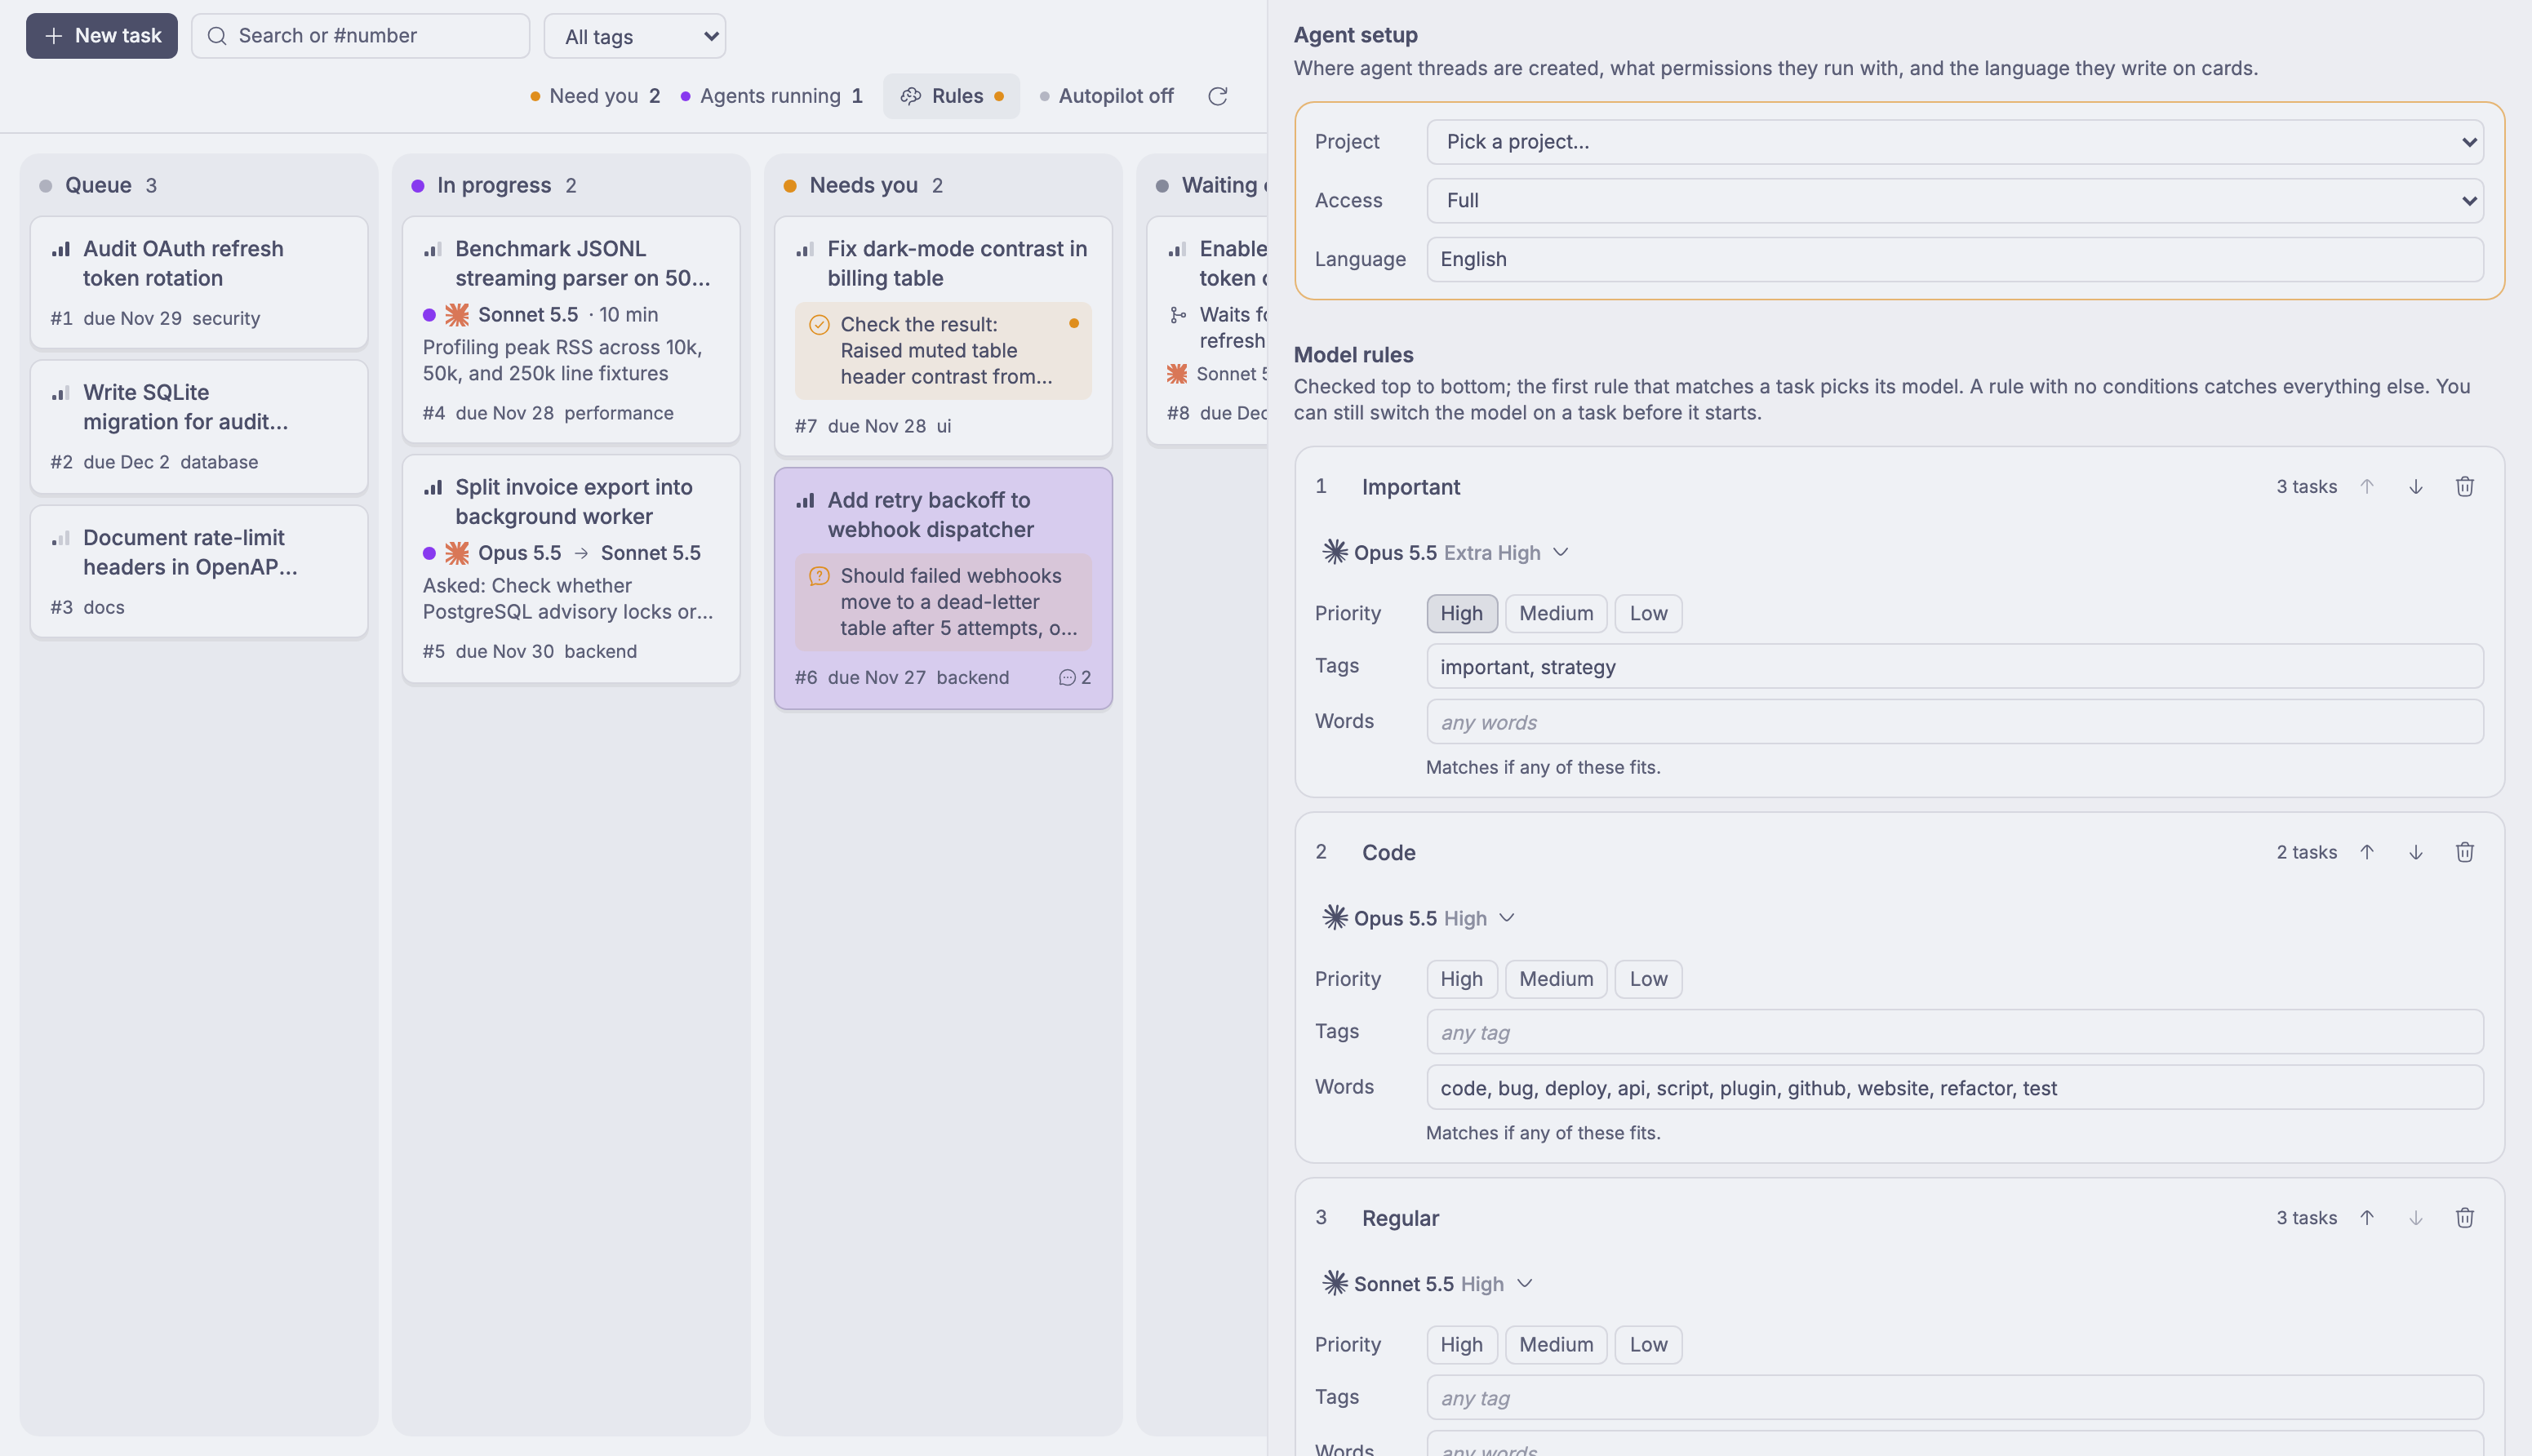 New task
Search or #number
All tags
Need you 2
Agents running 1
Rules
Autopilot off
Queue 3
Audit OAuth refresh
token rotation
#1 due Nov 29 security
Write SQLite
migration for audit...
#2 due Dec 2 database
Document rate-limit
headers in OpenAP...
#3 docs
In progress 2
Benchmark JSONL
streaming parser on 50...
Sonnet 5.5 · 10 min
Profiling peak RSS across 10k,
50k, and 250k line fixtures
#4 due Nov 28 performance
Split invoice export into
background worker
Opus 5.5 → Sonnet 5.5
Asked: Check whether
PostgreSQL advisory locks or...
#5 due Nov 30 backend
Needs you 2
Fix dark-mode contrast in
billing table
Check the result:
Raised muted table
header contrast from...
#7 due Nov 28 ui
Add retry backoff to
webhook dispatcher
Should failed webhooks
move to a dead-letter
table after 5 attempts, o...
#6 due Nov 27 backend 2
Waiting
Enable
token
Waits
refresh
Sonnet
#8 due Dec
Agent setup
Where agent threads are created, what permissions they run with, and the language they write on cards.
Project Pick a project...
Access Full
Language English
Model rules
Checked top to bottom; the first rule that matches a task picks its model. A rule with no conditions catches everything else. You
can still switch the model on a task before it starts.
1 Important 3 tasks
Opus 5.5 Extra High
Priority High Medium Low
Tags important, strategy
Words any words
Matches if any of these fits.
2 Code 2 tasks
Opus 5.5 High
Priority High Medium Low
Tags any tag
Words code, bug, deploy, api, script, plugin, github, website, refactor, test
Matches if any of these fits.
3 Regular 3 tasks
Sonnet 5.5 High
Priority High Medium Low
Tags any tag
Words any words